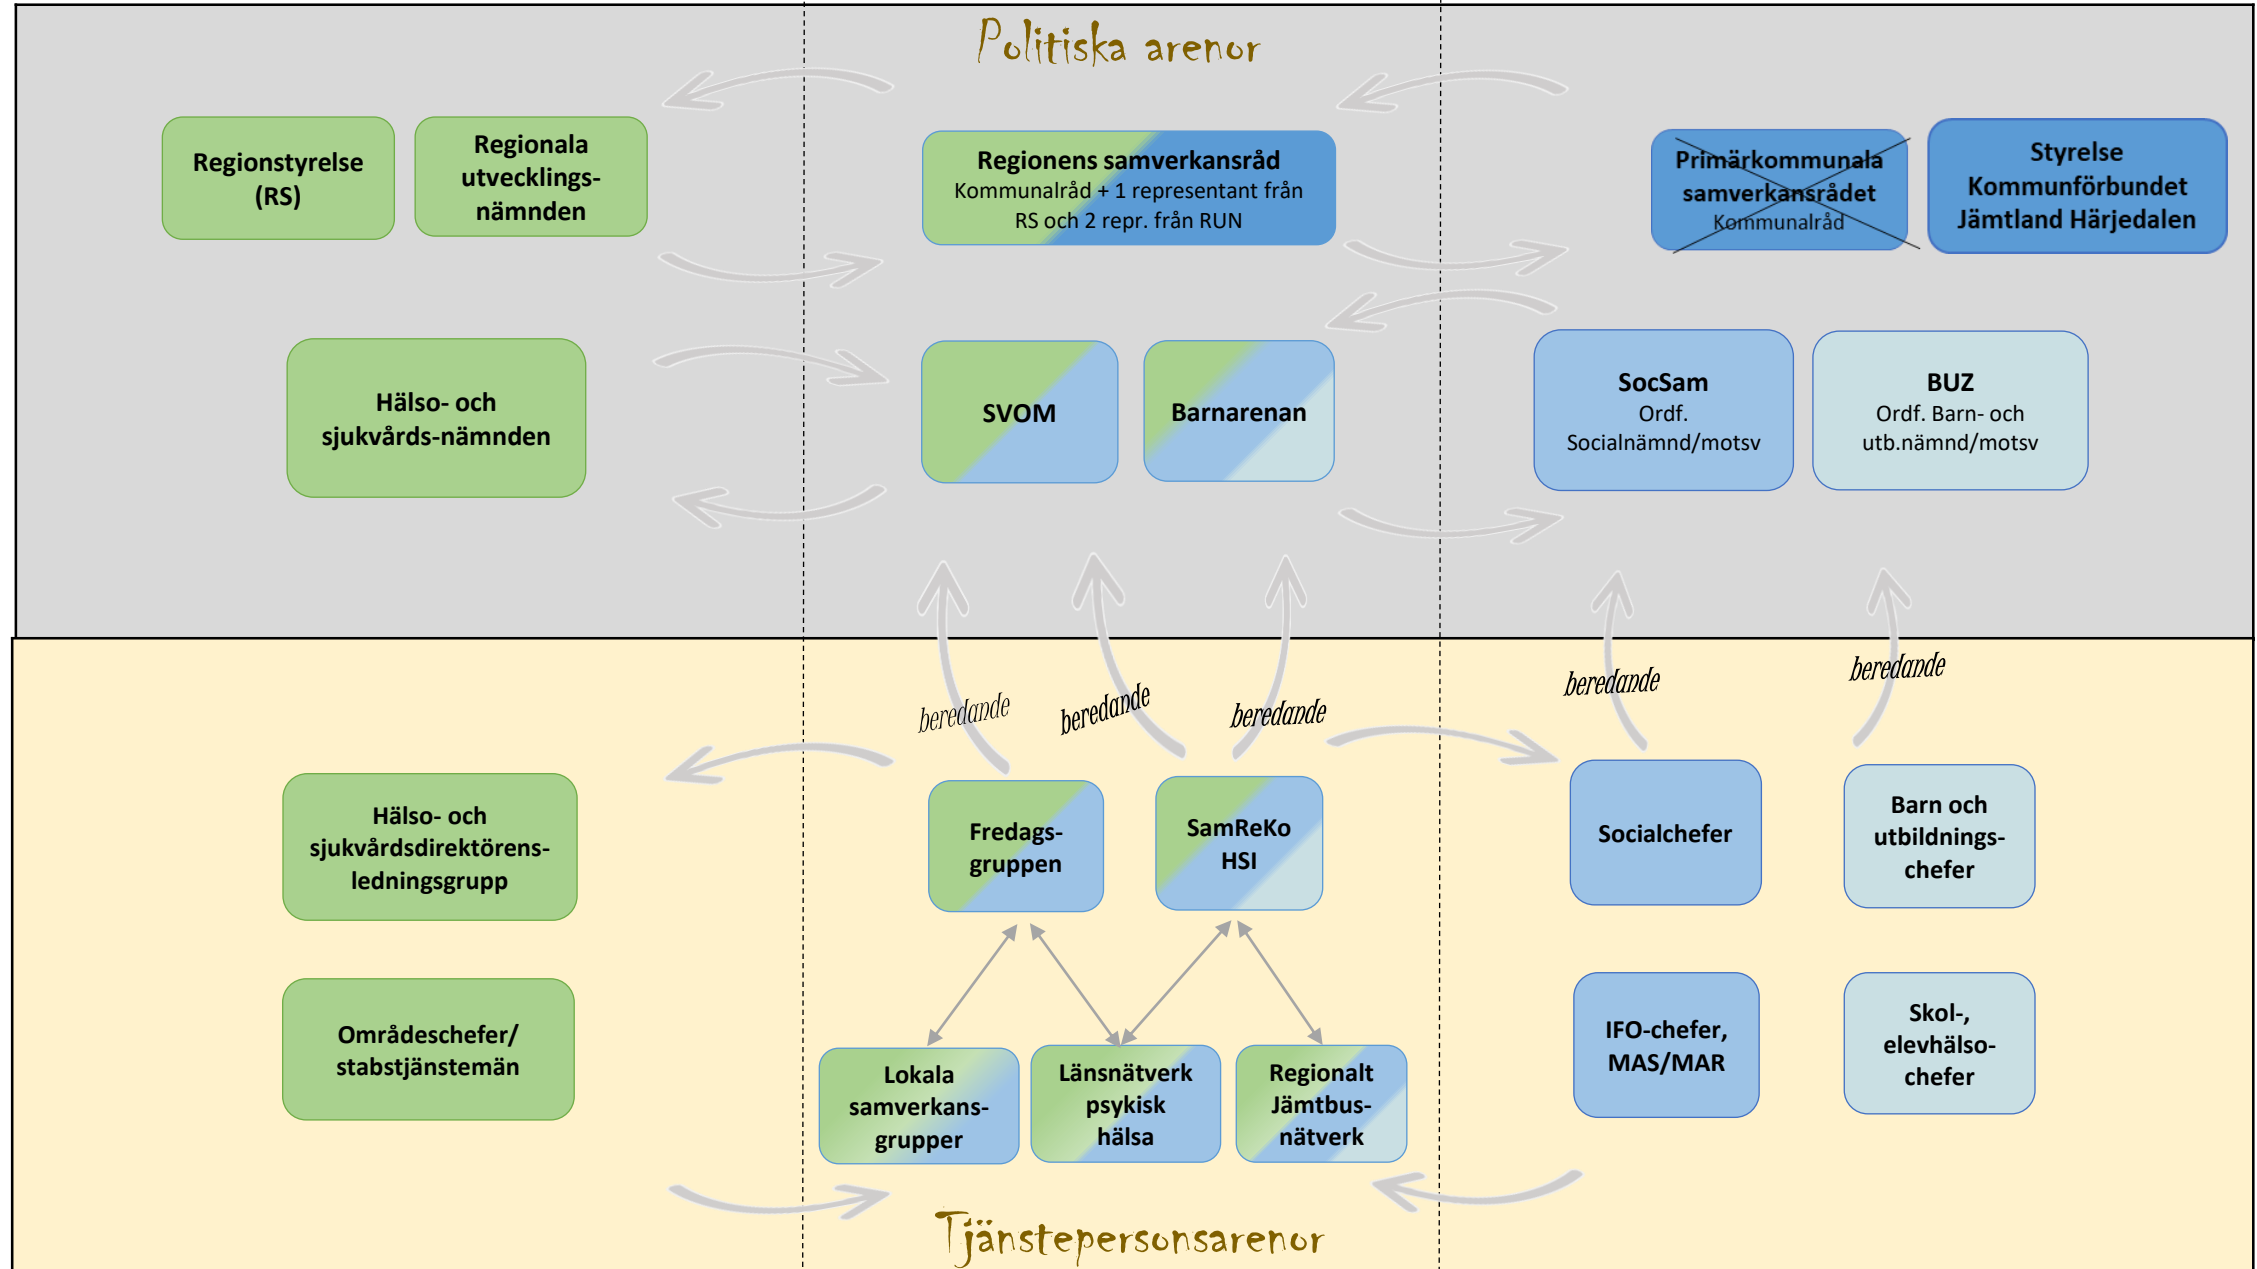 Politiska arenor
Regionstyrelse
(RS)
Regionala
utvecklings-
nämnden
Regionens samverkansråd
Kommunalråd + 1 representant från
RS och 2 repr. från RUN
Primärkommunala
samverkansrådet
Kommunalråd
Styrelse
Kommunförbundet
Jämtland Härjedalen
Hälso- och
sjukvårds-nämnden
SVOM
Barnarenan
SocSam
Ordf.
Socialnämnd/motsv
BUZ
Ordf. Barn- och
utb.nämnd/motsv
beredande
beredande
beredande
beredande
beredande
Hälso- och
sjukvårdsdirektörens-
ledningsgrupp
Fredags-
gruppen
SamReKo
HSI
Socialchefer
Barn och
utbildnings-
chefer
Områdeschefer/
stabstjänstemän
Lokala
samverkans-
grupper
Länsnätverk
psykisk
hälsa
Regionalt
Jämtbus-
nätverk
IFO-chefer,
MAS/MAR
Skol-,
elevhälso-
chefer
Tjänstepersonsarenor